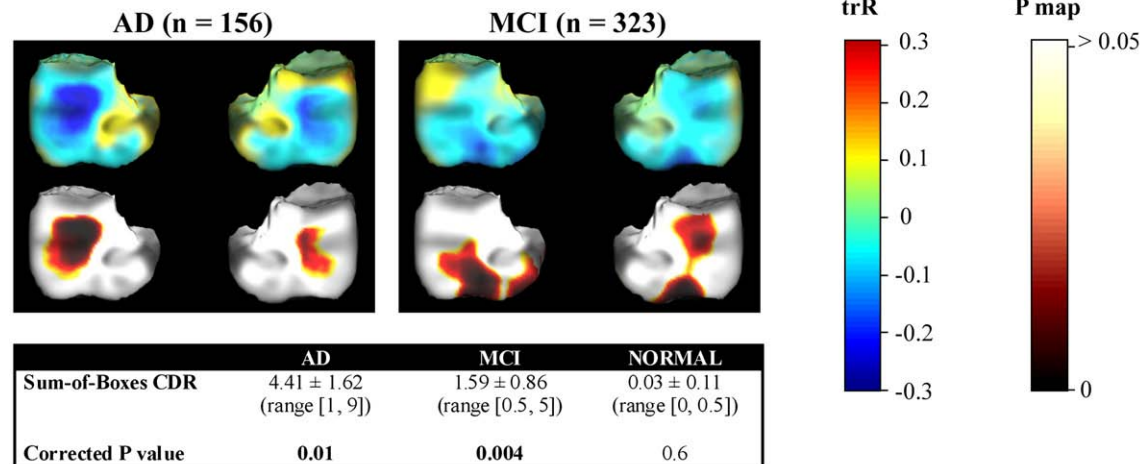 AD (n = 156)
MCI (n = 323)
trR
P map
0.3
0.2
0.1
0
-0.1
-0.2
-0.3
> 0.05
0
AD MCI NORMAL
Sum-of-Boxes CDR 4.41 ± 1.62 1.59 ± 0.86 0.03 ± 0.11
(range [1, 9]) (range [0.5, 5]) (range [0, 0.5])
Corrected P value 0.01 0.004 0.6